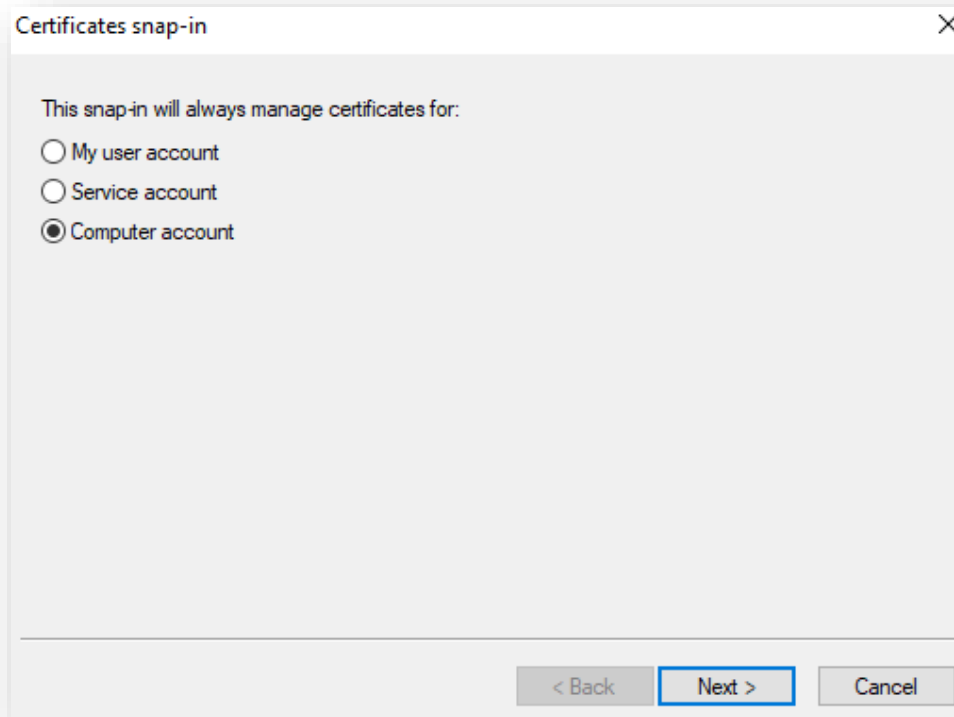 Certificates snap-in
This snap-in will always manage certificates for:
My user account
Service account
Computer account
< Back Next > Cancel